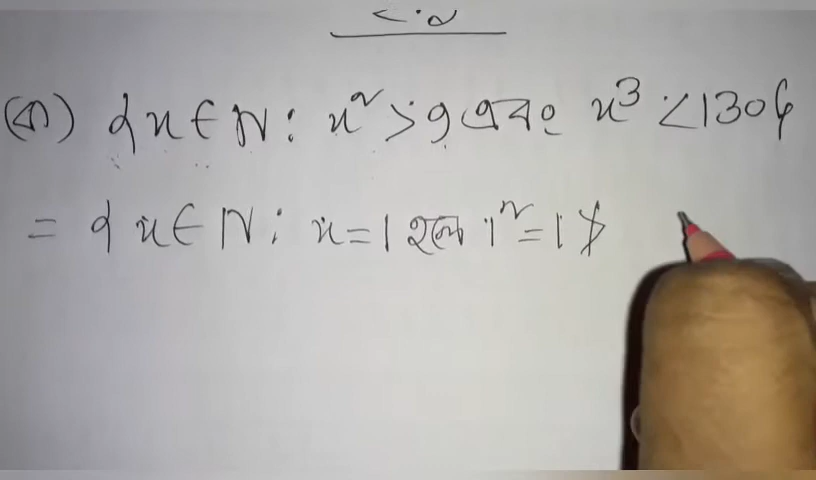 (ক) {x ∈ N : x² > 9 এবং x³ < 130}
= {x ∈ N : x = 1 হলে 1² = 1 ≯